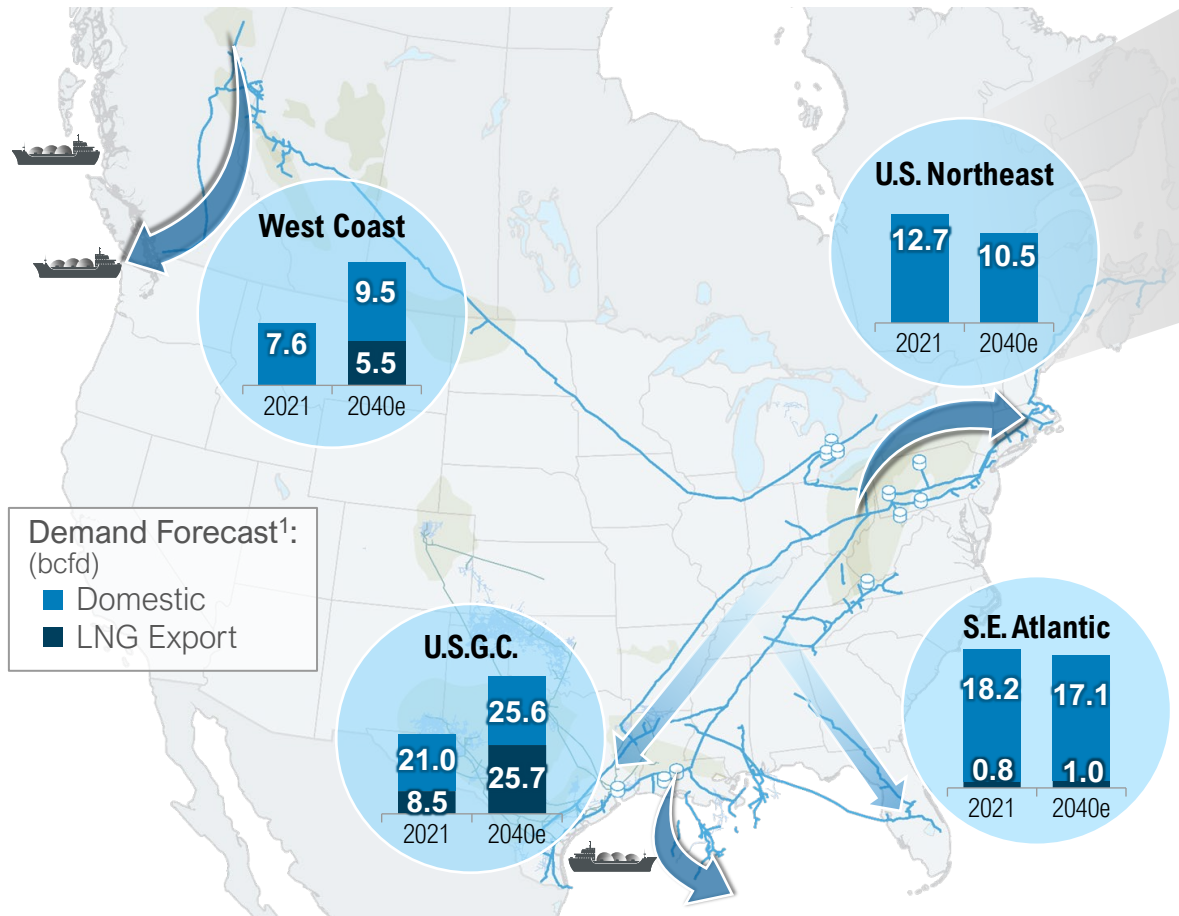 U.S. Northeast
12.7
10.5
2021
2040e
West Coast
9.5
7.6
5.5
2021
2040e
Demand Forecast1:
(bcfd)
Domestic
LNG Export
U.S.G.C.
25.6
21.0
25.7
8.5
2021
2040e
S.E. Atlantic
18.2
17.1
0.8
1.0
2021
2040e